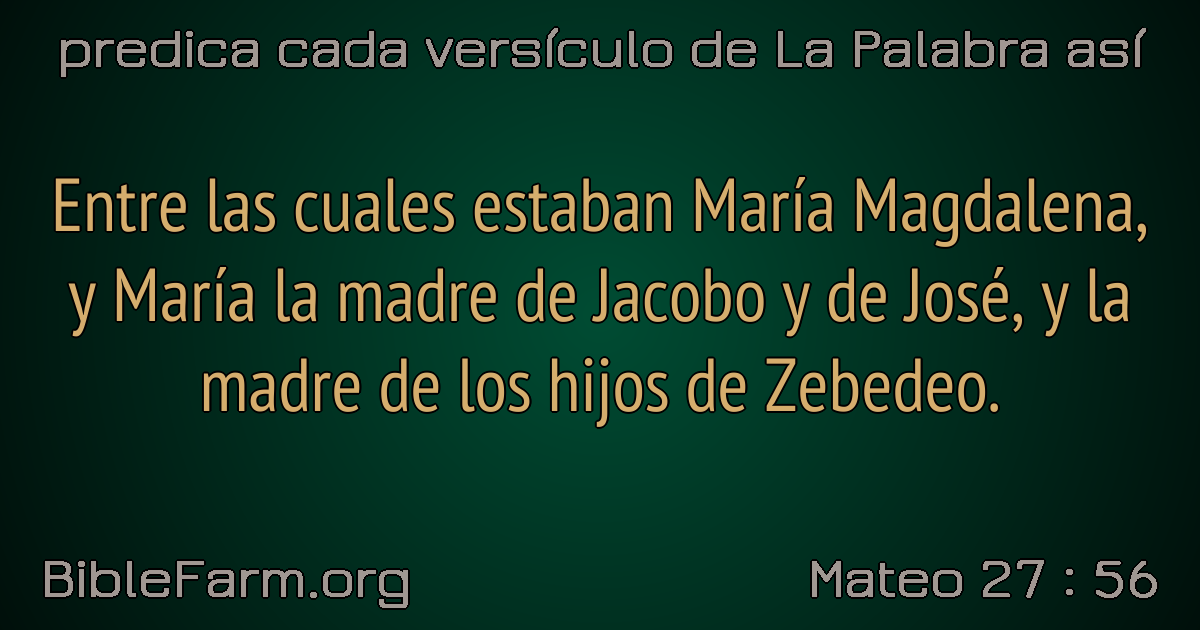 predica cada versículo de La Palabra así
Entre las cuales estaban María Magdalena,
y María la madre de Jacobo y de José, y la
madre de los hijos de Zebedeo.
BibleFarm.org
Mateo 27 : 56